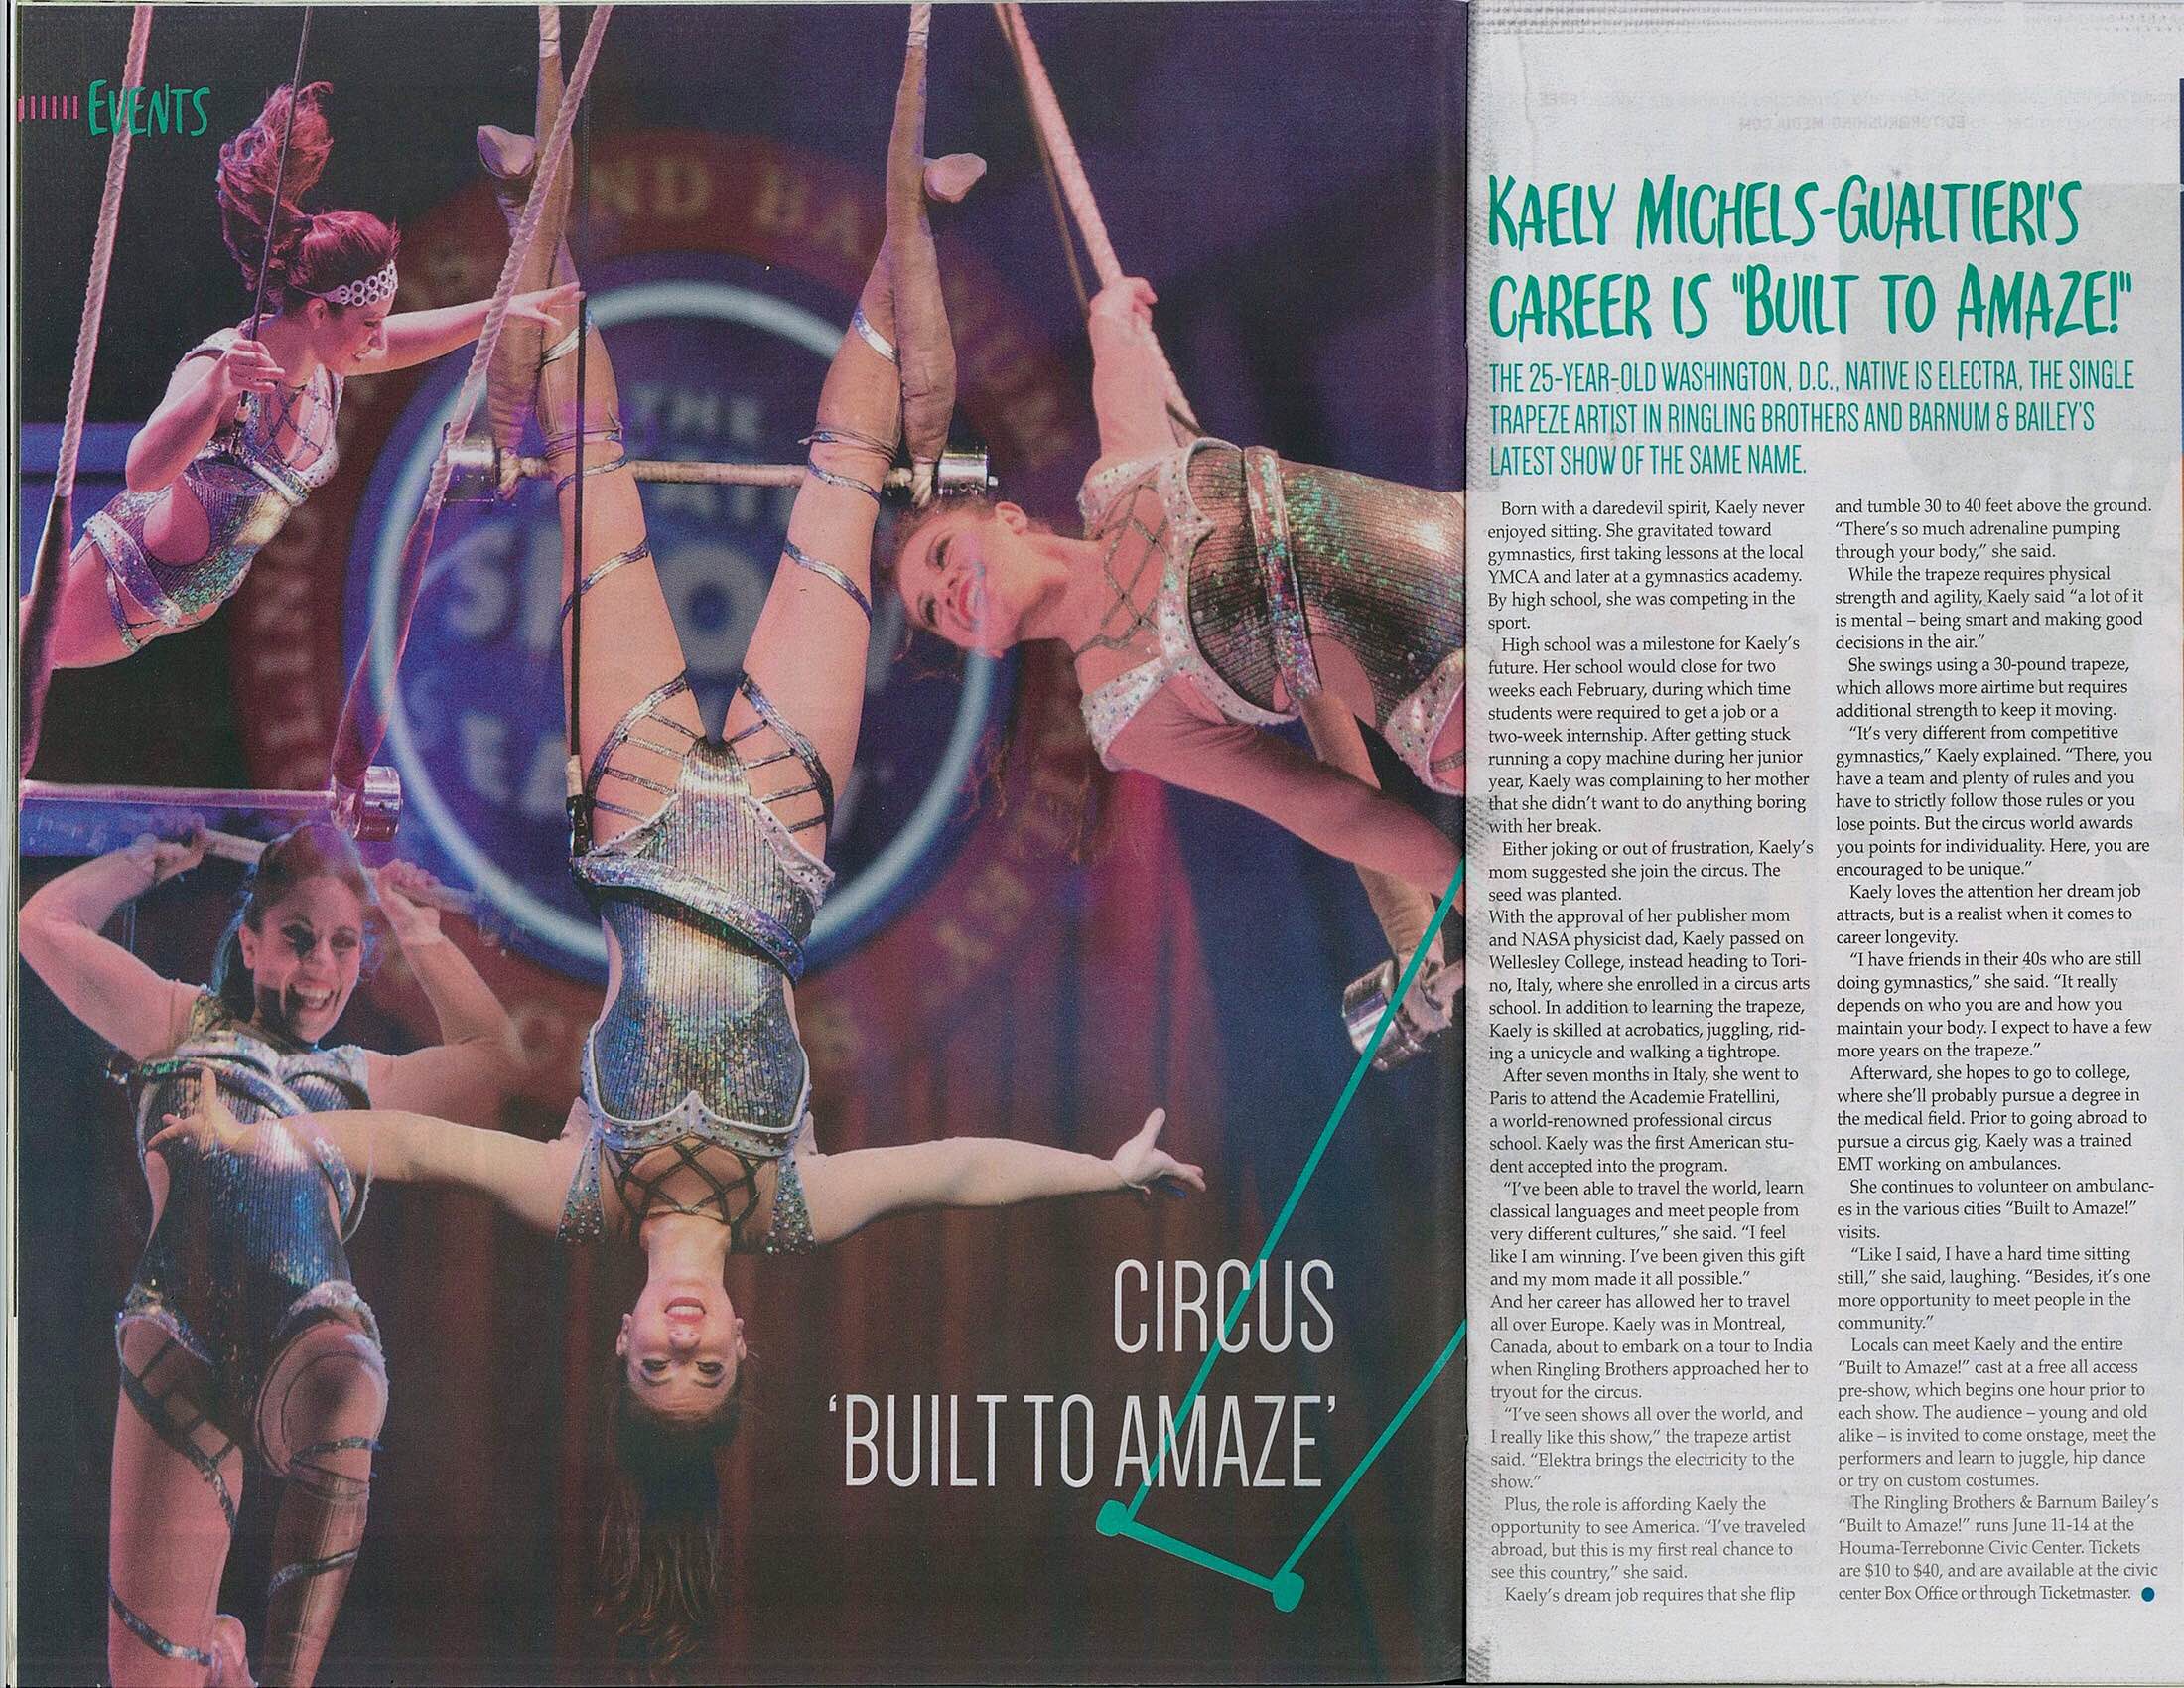 EVENTS
CIRCUS
'BUILT TO AMAZE'
KAELY MICHELS-GUALTIERI'S
CAREER IS "BUILT TO AMAZE!"
THE 25-YEAR-OLD WASHINGTON, D.C., NATIVE IS ELECTRA, THE SINGLE
TRAPEZE ARTIST IN RINGLING BROTHERS AND BARNUM & BAILEY'S
LATEST SHOW OF THE SAME NAME.
Born with a daredevil spirit, Kaely never
enjoyed sitting. She gravitated toward
gymnastics, first taking lessons at the local
YMCA and later at a gymnastics academy.
By high school, she was competing in the
sport.
High school was a milestone for Kaely's
future. Her school would close for two
weeks each February, during which time
students were required to get a job or a
two-week internship. After getting stuck
running a copy machine during her junior
year, Kaely was complaining to her mother
that she didn't want to do anything boring
with her break.
Either joking or out of frustration, Kaely's
mom suggested she join the circus. The
seed was planted.
With the approval of her publisher mom
and NASA physicist dad, Kaely passed on
Wellesley College, instead heading to Tori-
no, Italy, where she enrolled in a circus arts
school. In addition to learning the trapeze,
Kaely is skilled at acrobatics, juggling, rid-
ing a unicycle and walking a tightrope.
After seven months in Italy, she went to
Paris to attend the Academie Fratellini,
a world-renowned professional circus
school. Kaely was the first American stu-
dent accepted into the program.
"I've been able to travel the world, learn
classical languages and meet people from
very different cultures," she said. "I feel
like I am winning. I've been given this gift
and my mom made it all possible."
And her career has allowed her to travel
all over Europe. Kaely was in Montreal,
Canada, about to embark on a tour to India
when Ringling Brothers approached her to
tryout for the circus.
"I've seen shows all over the world, and
I really like this show," the trapeze artist
said. "Elektra brings the electricity to the
show."
Plus, the role is affording Kaely the
opportunity to see America. "I've traveled
abroad, but this is my first real chance to
see this country," she said.
Kaely's dream job requires that she flip
and tumble 30 to 40 feet above the ground.
"There's so much adrenaline pumping
through your body," she said.
While the trapeze requires physical
strength and agility, Kaely said "a lot of it
is mental – being smart and making good
decisions in the air."
She swings using a 30-pound trapeze,
which allows more airtime but requires
additional strength to keep it moving.
"It's very different from competitive
gymnastics," Kaely explained. "There, you
have a team and plenty of rules and you
have to strictly follow those rules or you
lose points. But the circus world awards
you points for individuality. Here, you are
encouraged to be unique."
Kaely loves the attention her dream job
attracts, but is a realist when it comes to
career longevity.
"I have friends in their 40s who are still
doing gymnastics," she said. "It really
depends on who you are and how you
maintain your body. I expect to have a few
more years on the trapeze."
Afterward, she hopes to go to college,
where she'll probably pursue a degree in
the medical field. Prior to going abroad to
pursue a circus gig, Kaely was a trained
EMT working on ambulances.
She continues to volunteer on ambulanc-
es in the various cities "Built to Amaze!"
visits.
"Like I said, I have a hard time sitting
still," she said, laughing. "Besides, it's one
more opportunity to meet people in the
community."
Locals can meet Kaely and the entire
"Built to Amaze!" cast at a free all access
pre-show, which begins one hour prior to
each show. The audience – young and old
alike – is invited to come onstage, meet the
performers and learn to juggle, hip dance
or try on custom costumes.
The Ringling Brothers & Barnum Bailey's
"Built to Amaze!" runs June 11-14 at the
Houma-Terrebonne Civic Center. Tickets
are $10 to $40, and are available at the civic
center Box Office or through Ticketmaster.